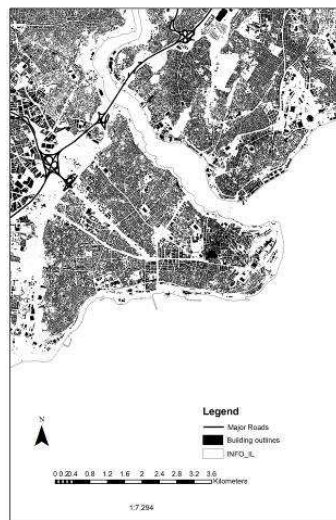 Legend
Major Roads
Building outlines
INFO_IL
N
0 0.2 0.4 0.8 1.2 1.6 2 2.4 2.8 3.2 3.6
Kilometers
1:7.294